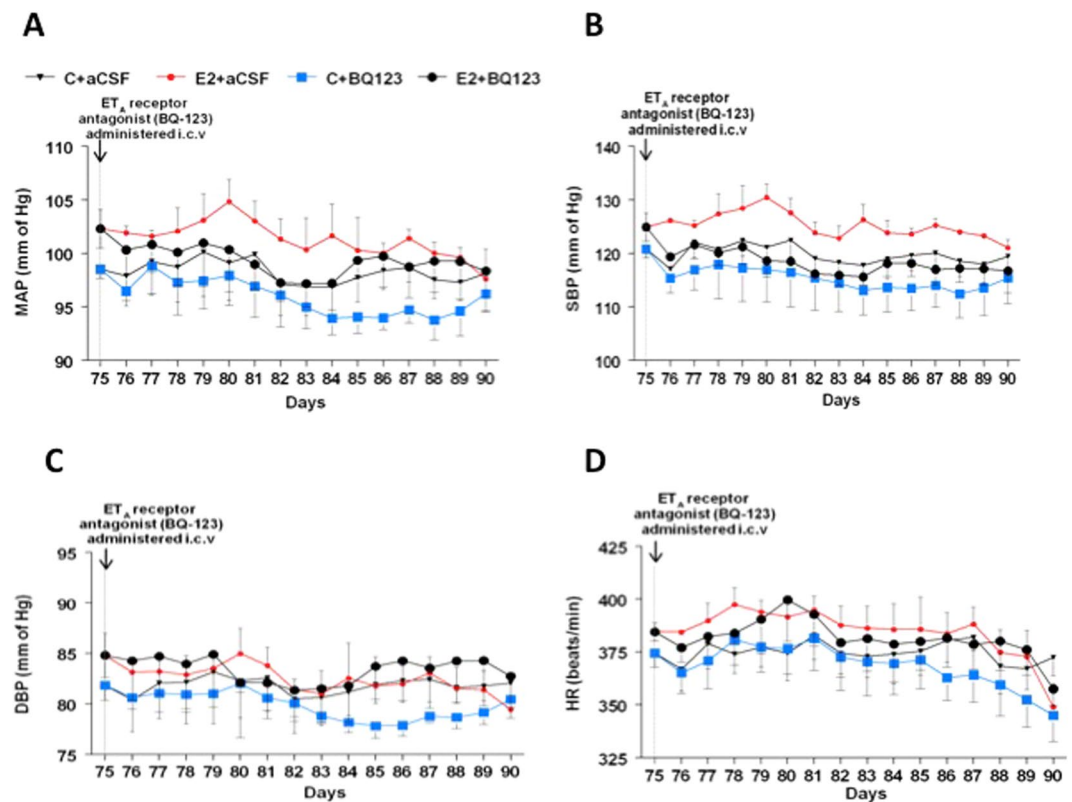 A
C+aCSF E2+aCSF C+BQ123 E2+BQ123
ETA receptor
antagonist (BQ-123)
administered i.c.v
110
105
100
95
90
MAP (mm of Hg)
75 76 77 78 79 80 81 82 83 84 85 86 87 88 89 90
Days
B
ETA receptor
antagonist (BQ-123)
administered i.c.v
140
130
120
110
100
SBP (mm of Hg)
75 76 77 78 79 80 81 82 83 84 85 86 87 88 89 90
Days
C
ETA receptor
antagonist (BQ-123)
administered i.c.v
95
90
85
80
75
DBP (mm of Hg)
75 76 77 78 79 80 81 82 83 84 85 86 87 88 89 90
Days
D
ETA receptor
antagonist (BQ-123)
administered i.c.v
425
400
375
350
325
HR (beats/min)
75 76 77 78 79 80 81 82 83 84 85 86 87 88 89 90
Days